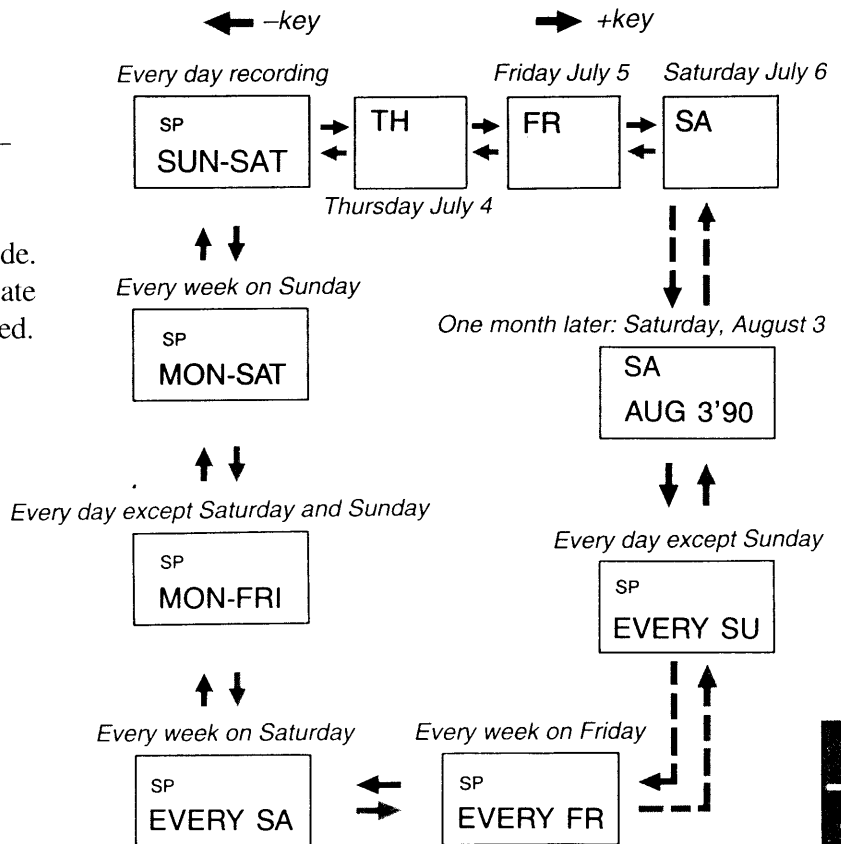 –key
+key
Every day recording
Friday July 5
Saturday July 6
SP
SUN-SAT
TH
FR
SA
Thursday July 4
de.
ate
ed.
Every week on Sunday
SP
MON-SAT
One month later: Saturday, August 3
SA
AUG 3'90
Every day except Saturday and Sunday
SP
MON-FRI
Every day except Sunday
SP
EVERY SU
Every week on Saturday
SP
EVERY SA
Every week on Friday
SP
EVERY FR